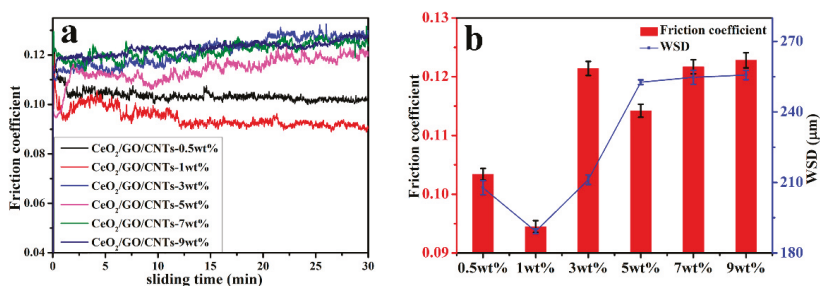 a
0.12
0.10
0.08
0.06
0.04
Friction coefficient
CeO2/GO/CNTs-0.5wt%
CeO2/GO/CNTs-1wt%
CeO2/GO/CNTs-3wt%
CeO2/GO/CNTs-5wt%
CeO2/GO/CNTs-7wt%
CeO2/GO/CNTs-9wt%
0 5 10 15 20 25 30
sliding time (min)
b
Friction coefficient
WSD
0.13
0.12
0.11
0.10
0.09
Friction coefficient
270
240
210
180
WSD (μm)
0.5wt% 1wt% 3wt% 5wt% 7wt% 9wt%